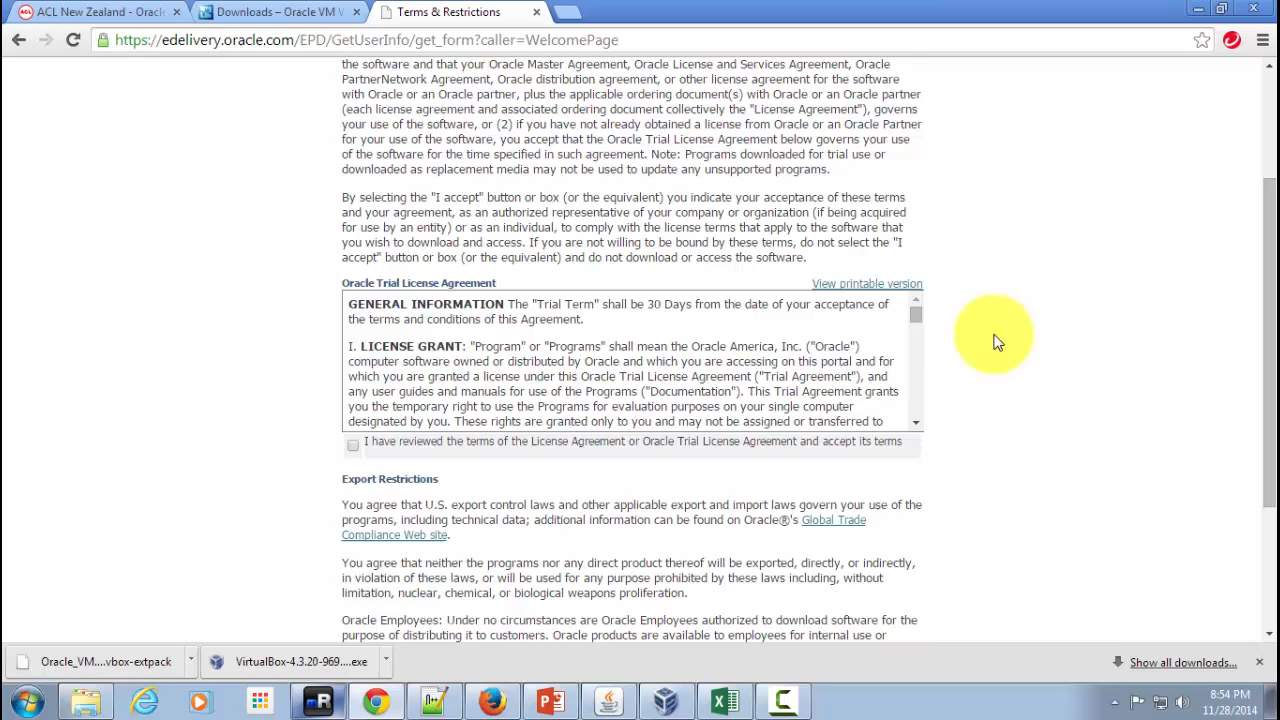 ACL New Zealand - Oracle
Downloads – Oracle VM V
Terms & Restrictions
https://edelivery.oracle.com/EPD/GetUserInfo/get_form?caller=WelcomePage
the software and that your Oracle Master Agreement, Oracle License and Services Agreement, Oracle
PartnerNetwork Agreement, Oracle distribution agreement, or other license agreement for the software
with Oracle or an Oracle partner, plus the applicable ordering document(s) with Oracle or an Oracle partner
(each license agreement and associated ordering document collectively the "License Agreement"), governs
your use of the software, or (2) if you have not already obtained a license from Oracle or an Oracle Partner
for your use of the software, you accept that the Oracle Trial License Agreement below governs your use
of the software for the time specified in such agreement. Note: Programs downloaded for trial use or
downloaded as replacement media may not be used to update any unsupported programs.
By selecting the "I accept" button or box (or the equivalent) you indicate your acceptance of these terms
and your agreement, as an authorized representative of your company or organization (if being acquired
for use by an entity) or as an individual, to comply with the license terms that apply to the software that
you wish to download and access. If you are not willing to be bound by these terms, do not select the "I
accept" button or box (or the equivalent) and do not download or access the software.
Oracle Trial License Agreement
View printable version
GENERAL INFORMATION The "Trial Term" shall be 30 Days from the date of your acceptance of
the terms and conditions of this Agreement.
I. LICENSE GRANT: "Program" or "Programs" shall mean the Oracle America, Inc. ("Oracle")
computer software owned or distributed by Oracle and which you are accessing on this portal and for
which you are granted a license under this Oracle Trial License Agreement ("Trial Agreement"), and
any user guides and manuals for use of the Programs ("Documentation"). This Trial Agreement grants
you the temporary right to use the Programs for evaluation purposes on your single computer
designated by you. These rights are granted only to you and may not be assigned or transferred to
I have reviewed the terms of the License Agreement or Oracle Trial License Agreement and accept its terms
Export Restrictions
You agree that U.S. export control laws and other applicable export and import laws govern your use of the
programs, including technical data; additional information can be found on Oracle®'s Global Trade
Compliance Web site.
You agree that neither the programs nor any direct product thereof will be exported, directly, or indirectly,
in violation of these laws, or will be used for any purpose prohibited by these laws including, without
limitation, nuclear, chemical, or biological weapons proliferation.
Oracle Employees: Under no circumstances are Oracle Employees authorized to download software for the
purpose of distributing it to customers. Oracle products are available to employees for internal use or
Oracle_VM....vbox-extpack
VirtualBox-4.3.20-969....exe
Show all downloads...
8:54 PM
11/28/2014